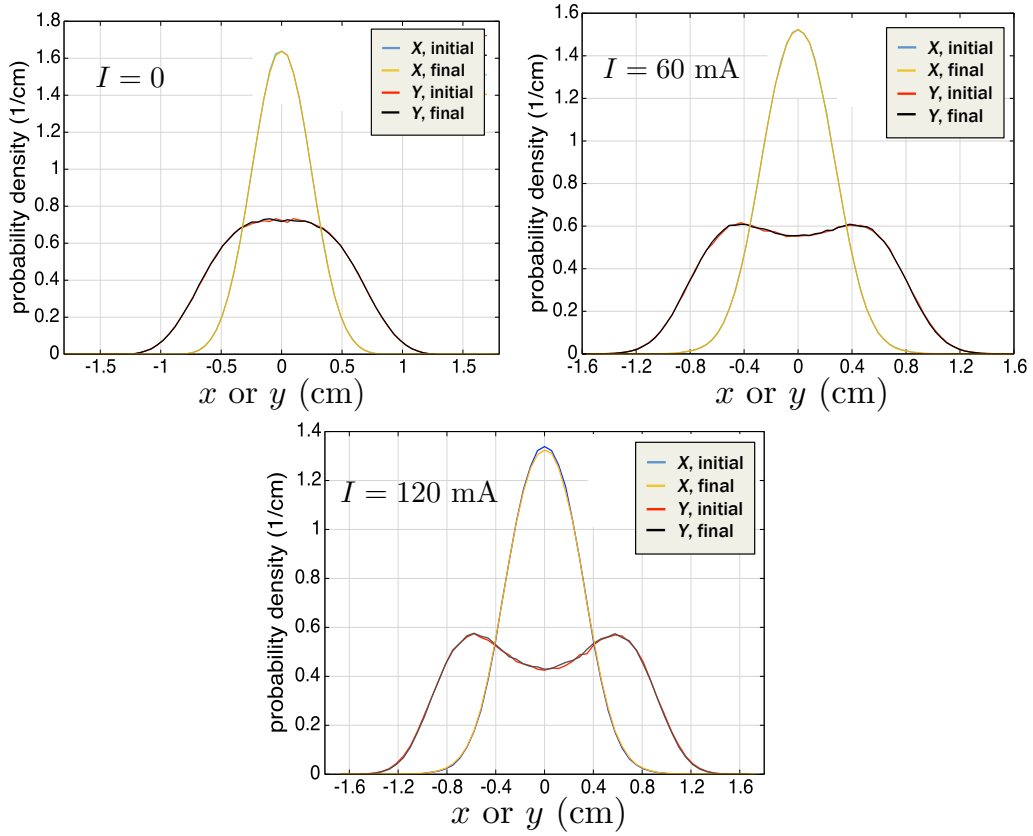 I = 0
X, initial
X, final
Y, initial
Y, final
probability density (1/cm)
1.8
1.6
1.4
1.2
1
0.8
0.6
0.4
0.2
0
-1.5 -1 -0.5 0 0.5 1 1.5
x or y (cm)
I = 60 mA
X, initial
X, final
Y, initial
Y, final
probability density (1/cm)
1.6
1.4
1.2
1
0.8
0.6
0.4
0.2
0
-1.6 -1.2 -0.8 -0.4 0 0.4 0.8 1.2 1.6
x or y (cm)
I = 120 mA
X, initial
X, final
Y, initial
Y, final
probability density (1/cm)
1.4
1.2
1
0.8
0.6
0.4
0.2
0
-1.6 -1.2 -0.8 -0.4 0 0.4 0.8 1.2 1.6
x or y (cm)